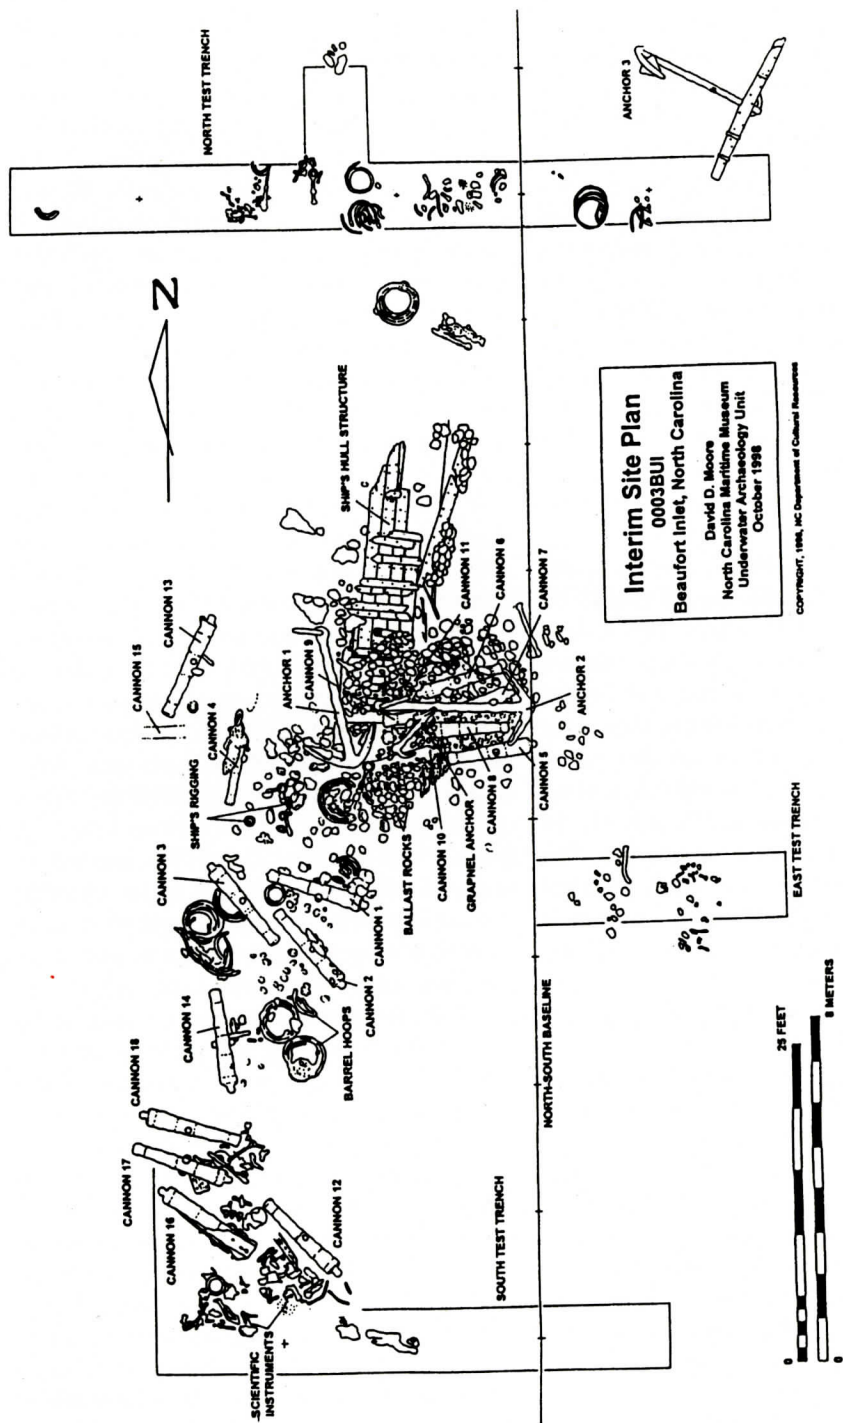 NORTH TEST TRENCH
ANCHOR 3
N
SHIP'S HULL STRUCTURE
CANNON 11
CANNON 6
CANNON 7
CANNON 13
CANNON 15
CANNON 4
ANCHOR 1
CANNON 9
ANCHOR 2
SHIP'S RIGGING
CANNON 3
BALLAST ROCKS
CANNON 10
GRAPNEL ANCHOR
CANNON 8
CANNON 5
CANNON 1
CANNON 2
CANNON 14
BARREL HOOPS
CANNON 18
CANNON 17
CANNON 16
CANNON 12
SCIENTIFIC
INSTRUMENTS
SOUTH TEST TRENCH
NORTH-SOUTH BASELINE
EAST TEST TRENCH
Interim Site Plan
0003BUI
Beaufort Inlet, North Carolina
David D. Moore
North Carolina Maritime Museum
Underwater Archaeology Unit
October 1998
COPYRIGHT, 1998, NC Department of Cultural Resources
0
25 FEET
0
8 METERS